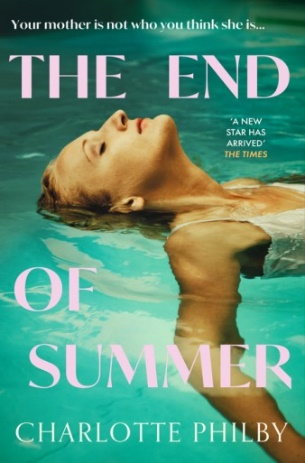 Your mother is not who you think she is...
THE END
'A NEW
STAR HAS
ARRIVED'
THE TIMES
OF
SUMMER
CHARLOTTE PHILBY